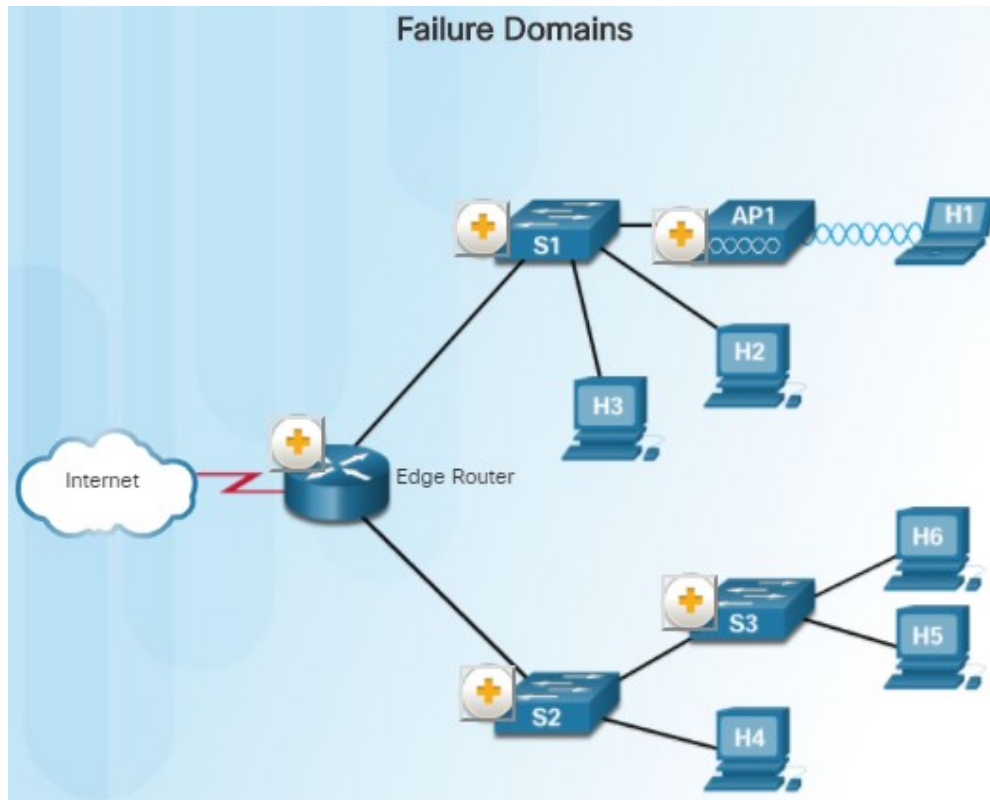 Failure Domains
S1
AP1
H1
H2
H3
Internet
Edge Router
H6
S3
H5
S2
H4